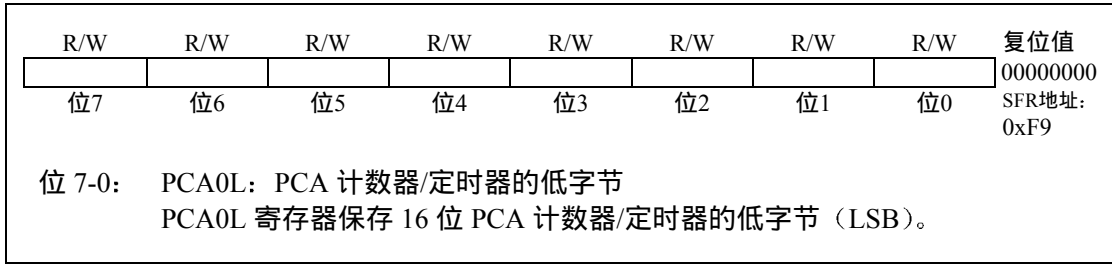 R/W R/W R/W R/W R/W R/W R/W R/W 复位值
00000000
位7 位6 位5 位4 位3 位2 位1 位0 SFR地址：
0xF9
位 7-0： PCA0L：PCA 计数器/定时器的低字节
PCA0L 寄存器保存 16 位 PCA 计数器/定时器的低字节（LSB）。